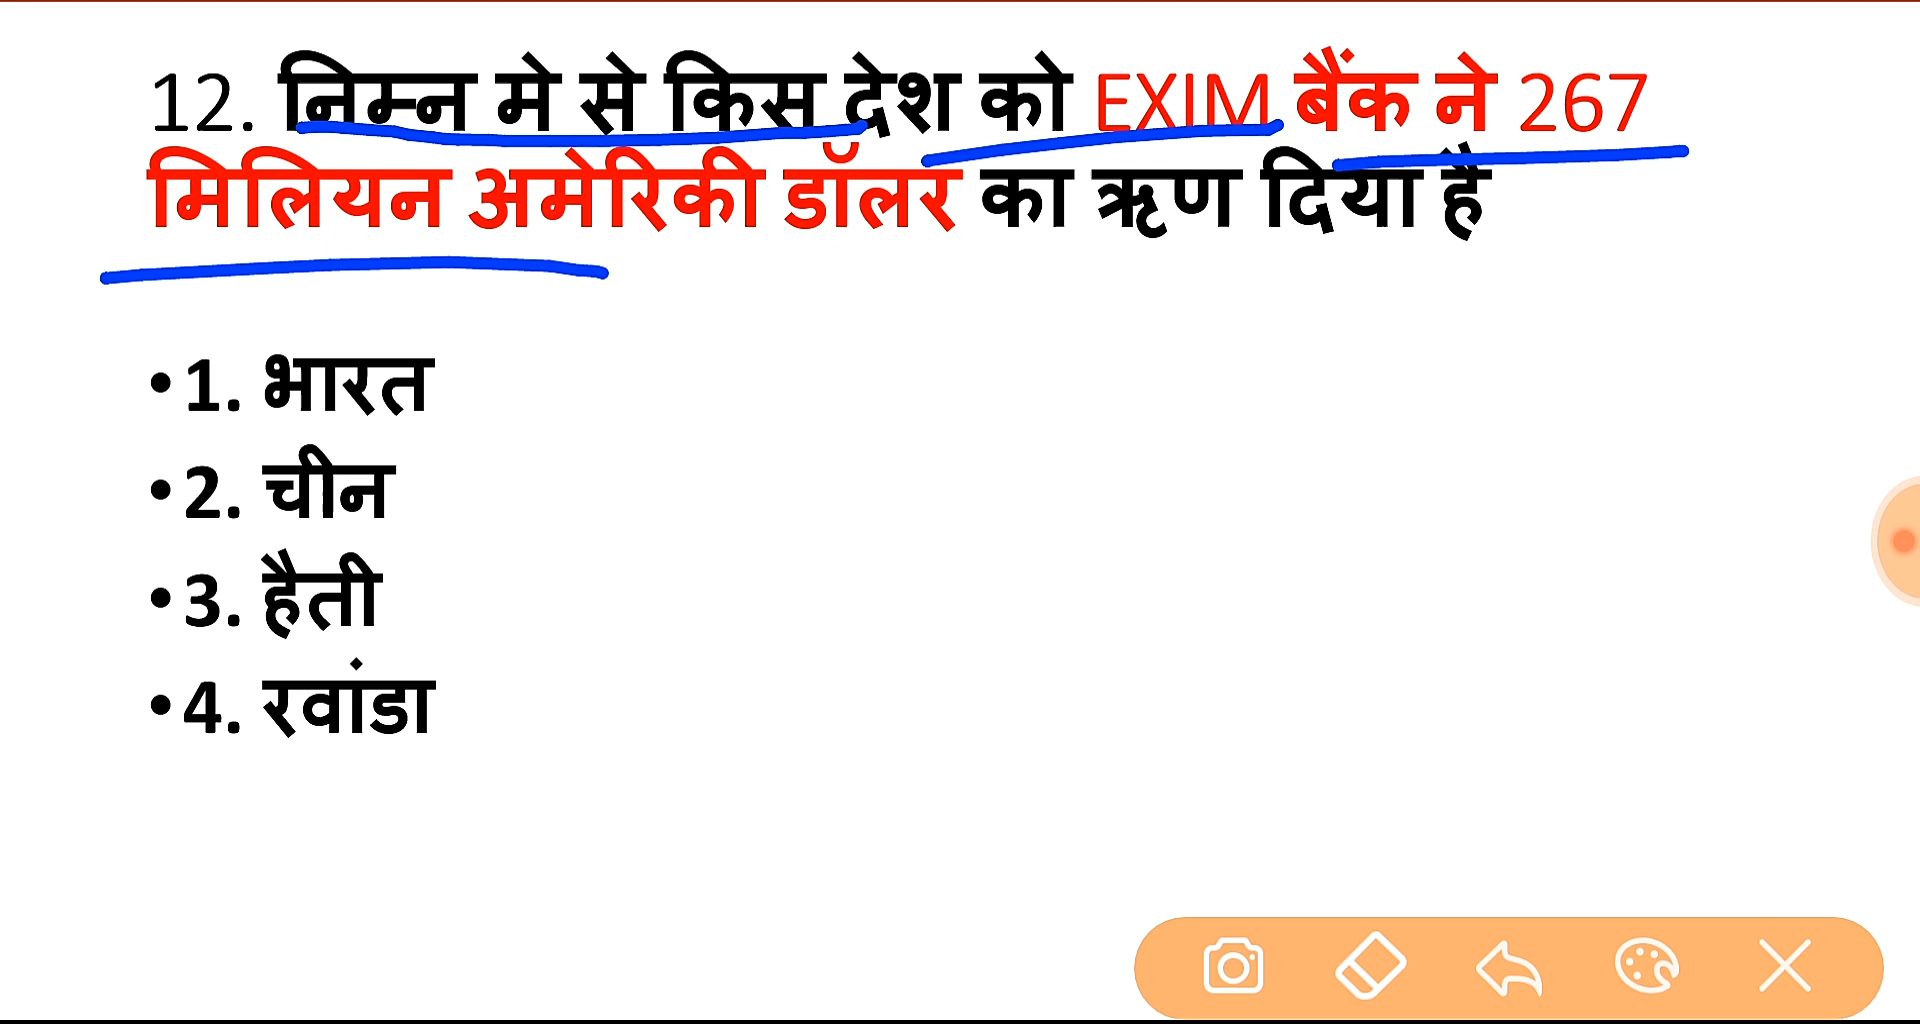 12. निम्न मे से किस देश को EXIM बैंक ने 267
मिलियन अमेरिकी डॉलर का ऋण दिया है
•1. भारत
•2. चीन
•3. हैती
•4. रवांडा